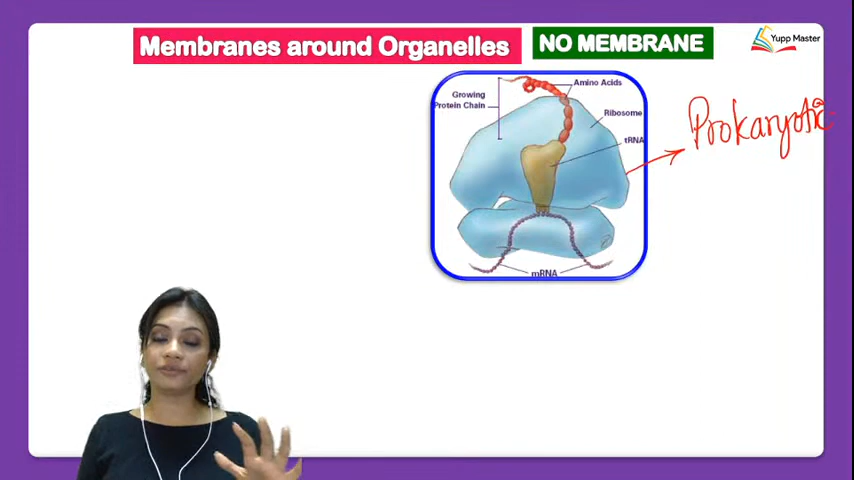 Membranes around Organelles
NO MEMBRANE
Yupp Master
Growing
Protein Chain
Amino Acids
Ribosome
tRNA
mRNA
Prokaryotic